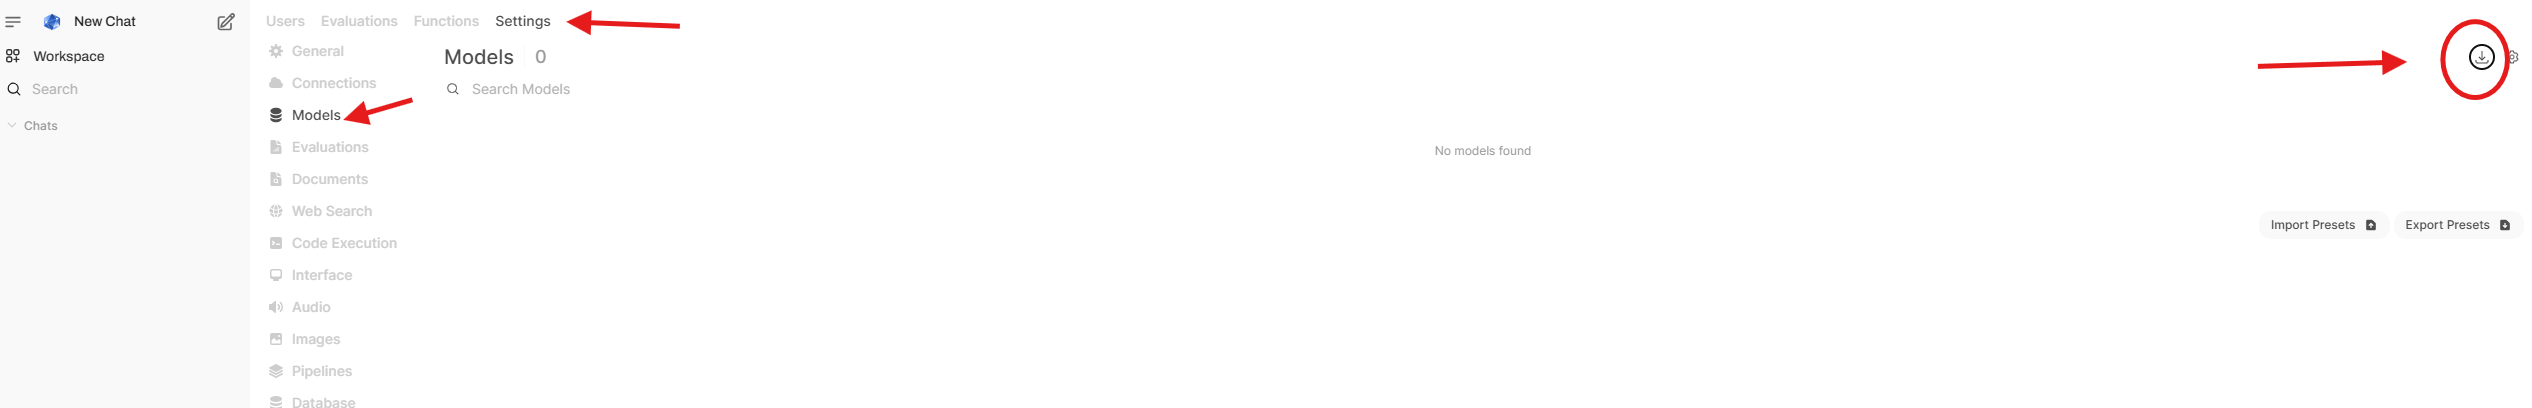 New Chat
Workspace
Search
Chats
Users Evaluations Functions Settings
General
Connections
Models
Evaluations
Documents
Web Search
Code Execution
Interface
Audio
Images
Pipelines
Database
Models 0
Search Models
No models found
Import Presets Export Presets